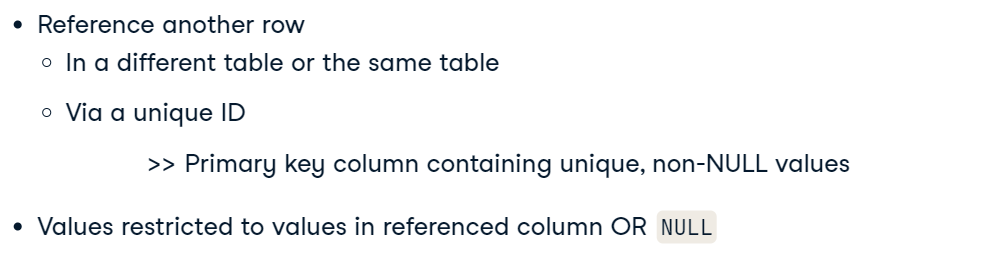 • Reference another row
○ In a different table or the same table
○ Via a unique ID
>> Primary key column containing unique, non-NULL values
• Values restricted to values in referenced column OR NULL